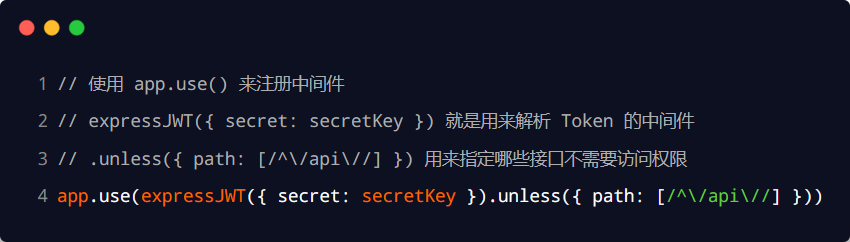 1 // 使用 app.use() 来注册中间件
2 // expressJWT({ secret: secretKey }) 就是用来解析 Token 的中间件
3 // .unless({ path: [/^\/api\//] }) 用来指定哪些接口不需要访问权限
4 app.use(expressJWT({ secret: secretKey }).unless({ path: [/^\/api\//] }))